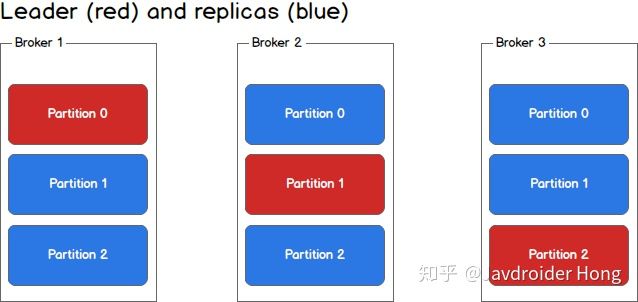 Leader (red) and replicas (blue)
Broker 1
Partition 0
Partition 1
Partition 2
Broker 2
Partition 0
Partition 1
Partition 2
Broker 3
Partition 0
Partition 1
Partition 2
知乎 @Javdroider Hong